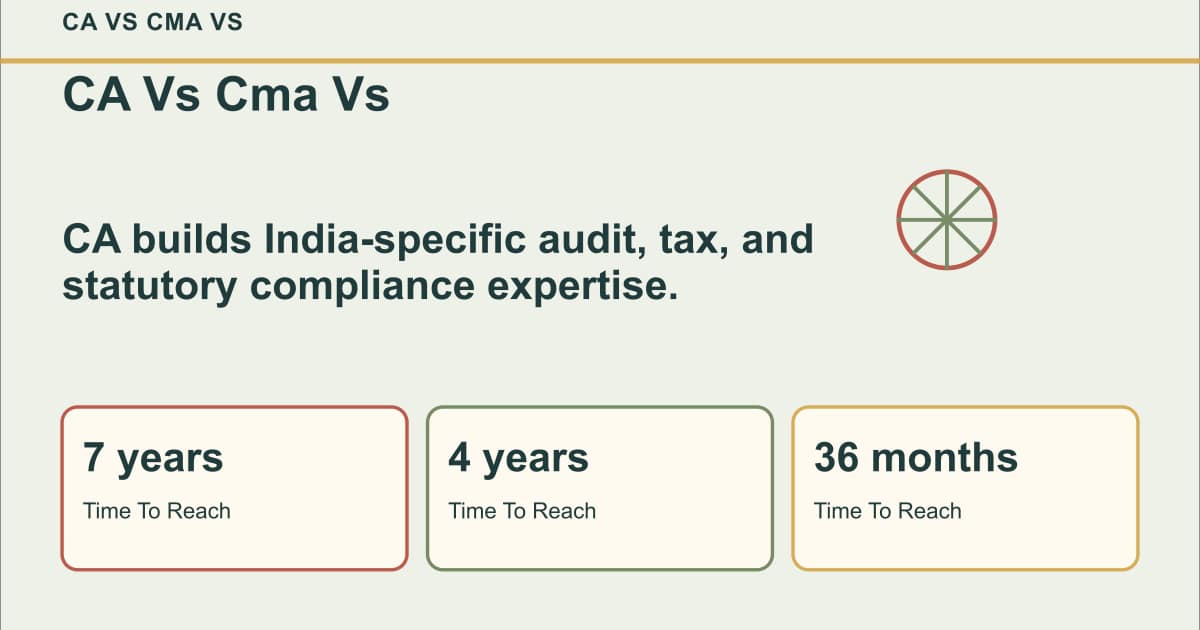 CA VS CMA VS
CA Vs Cma Vs
CA builds India-specific audit, tax, and
statutory compliance expertise.
7 years
Time To Reach
4 years
Time To Reach
36 months
Time To Reach